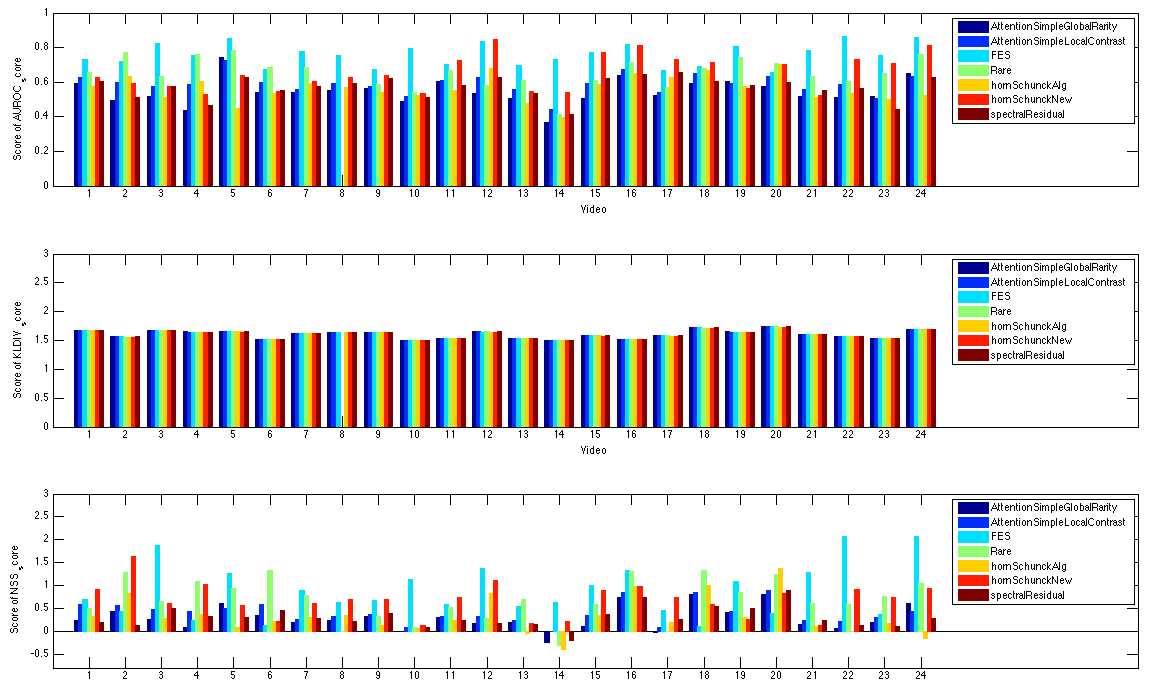 1
0.8
0.6
0.4
0.2
0
Score of AUROC_score
1 2 3 4 5 6 7 8 9 10 11 12 13 14 15 16 17 18 19 20 21 22 23 24
Video
AttentionSimpleGlobalRarity
AttentionSimpleLocalContrast
FES
Rare
hornSchunckAlg
hornSchunckNew
spectralResidual
3
2.5
2
1.5
1
0.5
0
Score of KLDIV_score
1 2 3 4 5 6 7 8 9 10 11 12 13 14 15 16 17 18 19 20 21 22 23 24
Video
AttentionSimpleGlobalRarity
AttentionSimpleLocalContrast
FES
Rare
hornSchunckAlg
hornSchunckNew
spectralResidual
3
2.5
2
1.5
1
0.5
0
-0.5
Score of NSS_score
1 2 3 4 5 6 7 8 9 10 11 12 13 14 15 16 17 18 19 20 21 22 23 24
AttentionSimpleGlobalRarity
AttentionSimpleLocalContrast
FES
Rare
hornSchunckAlg
hornSchunckNew
spectralResidual